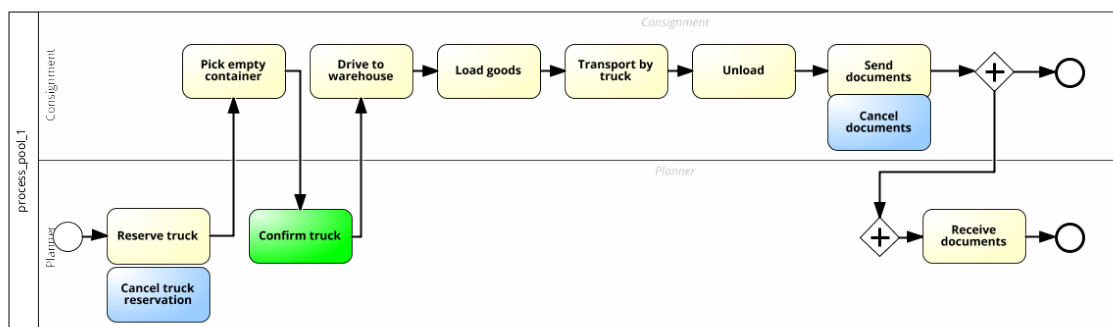 process_pool_1
Consignment
Consignment
Pick empty
container
Drive to
warehouse
Load goods
Transport by
truck
Unload
Send
documents
Cancel
documents
Planner
Planner
Reserve truck
Cancel truck
reservation
Confirm truck
Receive
documents